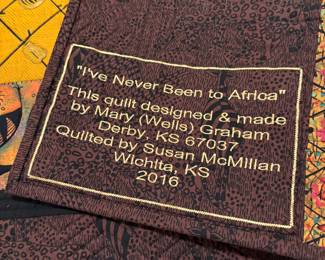 "I've Never Been to Africa"
This quilt designed & made
by Mary (Wells) Graham
Derby, KS 67037
Quilted by Susan McMillan
Wichita, KS
2016